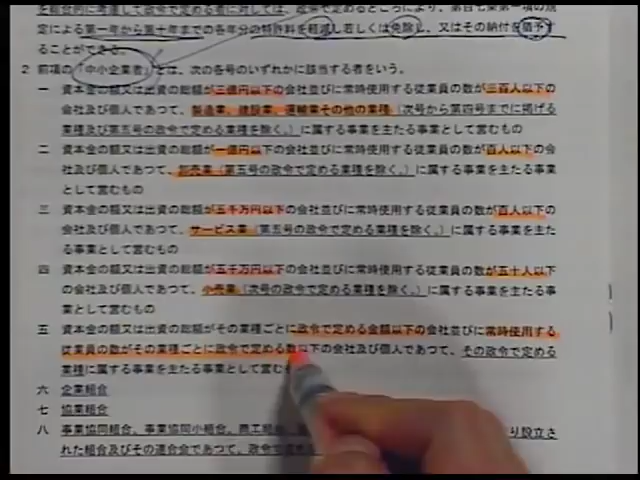 を総合的に考慮して政令で定める者に対しては、政令で定めるところにより、第百七条第一項の規
定による第一年から第十年までの各年分の特許料を軽減し若しくは免除し、又はその納付を猶予す
ることができる。
2 前項の「中小企業者」とは、次の各号のいずれかに該当する者をいう。
一 資本金の額又は出資の総額が三億円以下の会社並びに常時使用する従業員の数が三百人以下の
会社及び個人であつて、製造業、建設業、運輸業その他の業種（次号から第四号までに掲げる
業種及び第五号の政令で定める業種を除く。）に属する事業を主たる事業として営むもの
二 資本金の額又は出資の総額が一億円以下の会社並びに常時使用する従業員の数が百人以下の会
社及び個人であつて、卸売業（第五号の政令で定める業種を除く。）に属する事業を主たる事業
として営むもの
三 資本金の額又は出資の総額が五千万円以下の会社並びに常時使用する従業員の数が百人以下の
会社及び個人であつて、サービス業（第五号の政令で定める業種を除く。）に属する事業を主た
る事業として営むもの
四 資本金の額又は出資の総額が五千万円以下の会社並びに常時使用する従業員の数が五十人以下
の会社及び個人であつて、小売業（次号の政令で定める業種を除く。）に属する事業を主たる事
業として営むもの
五 資本金の額又は出資の総額がその業種ごとに政令で定める金額以下の会社並びに常時使用する
従業員の数がその業種ごとに政令で定める数以下の会社及び個人であつて、その政令で定める
業種に属する事業を主たる事業として営む
六 企業組合
七 協業組合
八 事業協同組合、事業協同小組合、商工組合、 り設立さ
れた組合及びその連合会であつて、政令で定める